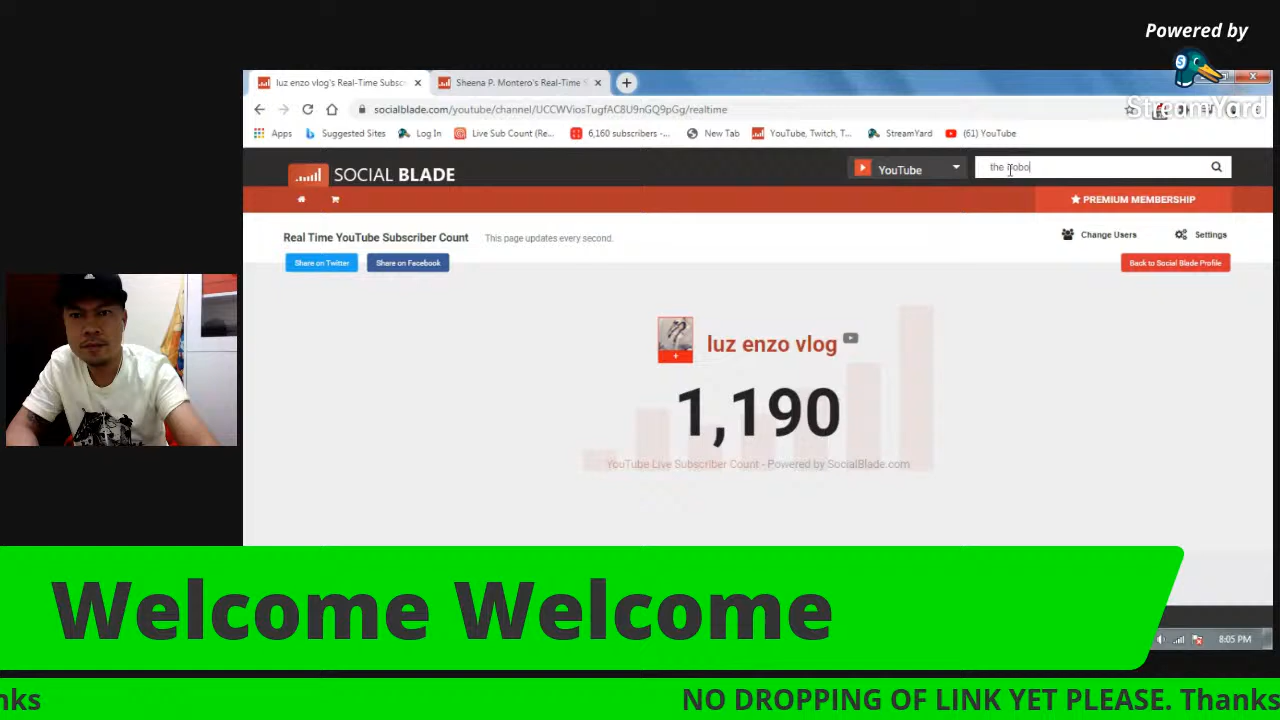 Powered by
StreamYard
luz enzo vlog's Real-Time Subsc
Sheena P. Montero's Real-Time S
socialblade.com/youtube/channel/UCCWViosTugfAC8U9nGQ9pGg/realtime
Apps
Suggested Sites
Log In
Live Sub Count (Re...
6,160 subscribers -...
New Tab
YouTube, Twitch, T...
StreamYard
(61) YouTube
SOCIAL BLADE
YouTube
the
PREMIUM MEMBERSHIP
Real Time YouTube Subscriber Count
This page updates every second.
Change Users
Settings
Share on Twitter
Share on Facebook
Back to Social Blade Profile
luz enzo vlog
1,190
YouTube Live Subscriber Count - Powered by SocialBlade.com
Welcome Welcome
8:05 PM
nks
NO DROPPING OF LINK YET PLEASE. Thanks